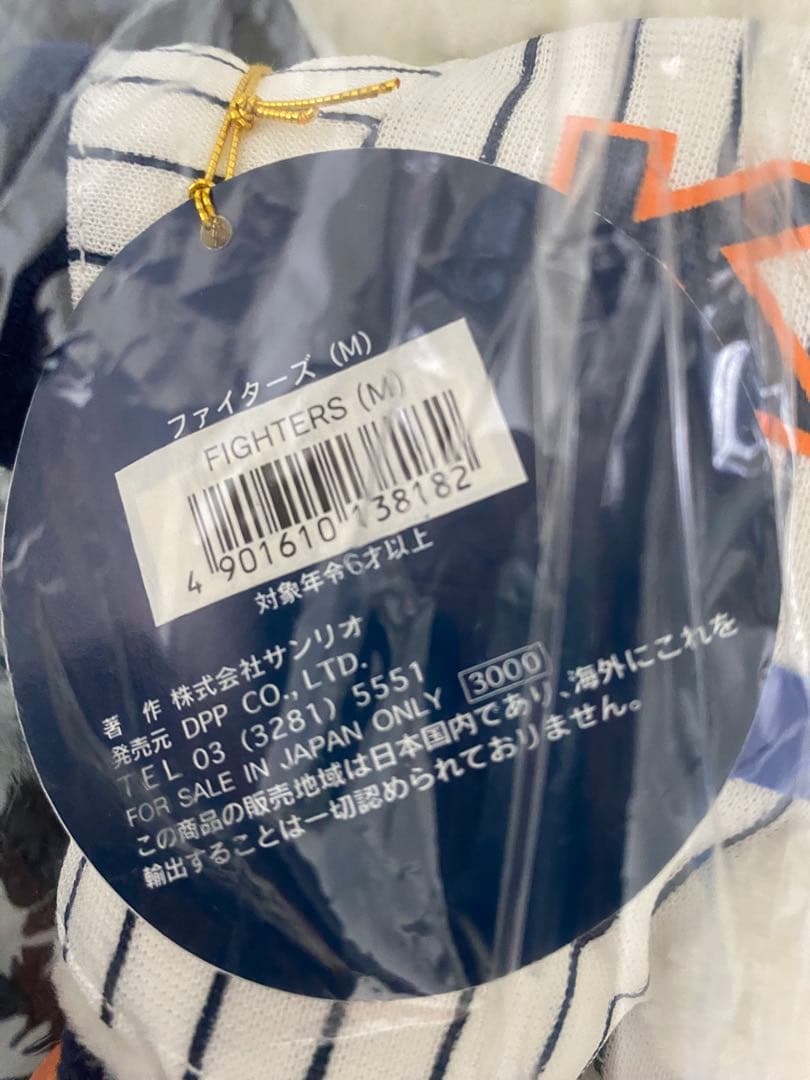 ファイターズ (M)
FIGHTERS (M)
4 901610 138182
対象年令6才以上
著　作 株式会社サンリオ
発売元 DPP CO., LTD.
TEL 03 (3281) 5551
FOR SALE IN JAPAN ONLY 3000
この商品の販売地域は日本国内であり、海外にこれを
輸出することは一切認められておりません。